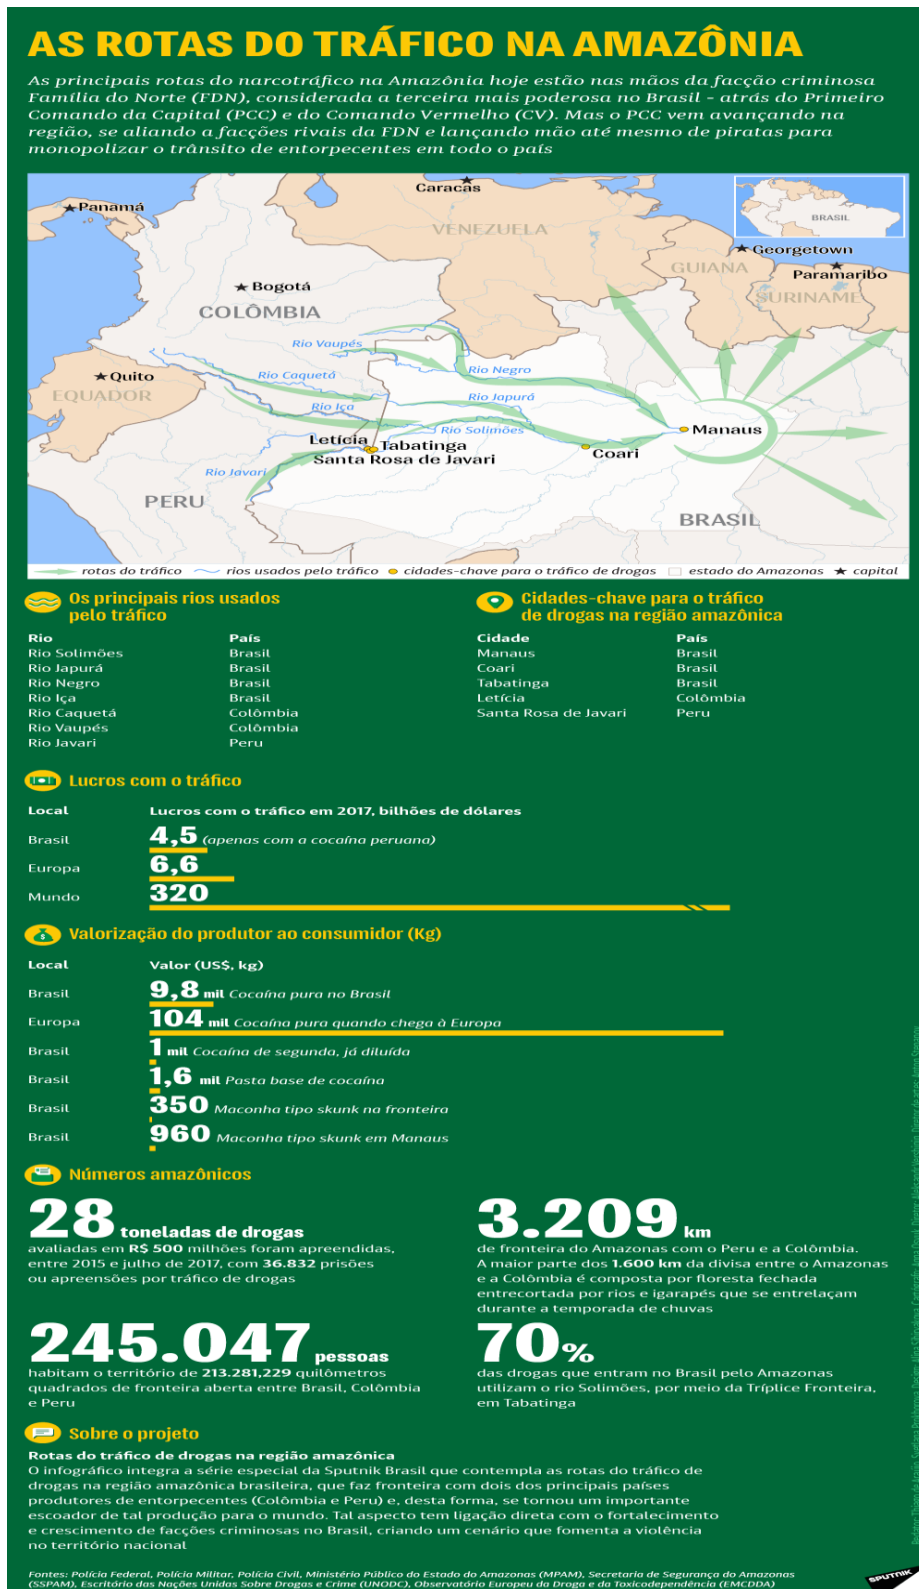 AS ROTAS DO TRÁFICO NA AMAZÔNIA
As principais rotas do narcotráfico na Amazônia hoje estão nas mãos da facção criminosa
Família do Norte (FDN), considerada a terceira mais poderosa no Brasil - atrás do Primeiro
Comando da Capital (PCC) e do Comando Vermelho (CV). Mas o PCC vem avançando na
região, se aliando a facções rivais da FDN e lançando mão até mesmo de piratas para
monopolizar o trânsito de entorpecentes em todo o país
Caracas
Panamá
VENEZUELA
BRASIL
Georgetown
GUIANA
Paramaribo
SURINAME
Bogotá
COLÔMBIA
Rio Vaupés
Rio Negro
Quito
EQUADOR
Rio Caquetá
Rio Japurá
Rio Iça
Rio Solimões
Manaus
Letícia
Tabatinga
Coari
Santa Rosa de Javari
Rio Javari
PERU
BRASIL
rotas do tráfico
rios usados pelo tráfico
cidades-chave para o tráfico de drogas
estado do Amazonas
capital
Os principais rios usados
pelo tráfico
Rio País
Rio Solimões Brasil
Rio Japurá Brasil
Rio Negro Brasil
Rio Iça Brasil
Rio Caquetá Colômbia
Rio Vaupés Colômbia
Rio Javari Peru
Cidades-chave para o tráfico
de drogas na região amazônica
Cidade País
Manaus Brasil
Coari Brasil
Tabatinga Brasil
Letícia Colômbia
Santa Rosa de Javari Peru
Lucros com o tráfico
Local Lucros com o tráfico em 2017, bilhões de dólares
Brasil 4,5 (apenas com a cocaína peruana)
Europa 6,6
Mundo 320
Valorização do produtor ao consumidor (Kg)
Local Valor (US$, kg)
Brasil 9,8 mil Cocaína pura no Brasil
Europa 104 mil Cocaína pura quando chega à Europa
Brasil 1 mil Cocaína de segunda, já diluída
Brasil 1,6 mil Pasta base de cocaína
Brasil 350 Maconha tipo skunk na fronteira
Brasil 960 Maconha tipo skunk em Manaus
Números amazônicos
28 toneladas de drogas
avaliadas em R$ 500 milhões foram apreendidas,
entre 2015 e julho de 2017, com 36.832 prisões
ou apreensões por tráfico de drogas
3.209 km
de fronteira do Amazonas com o Peru e a Colômbia.
A maior parte dos 1.600 km da divisa entre o Amazonas
e a Colômbia é composta por floresta fechada
entrecortada por rios e igarapés que se entrelaçam
durante a temporada de chuvas
245.047 pessoas
habitam o território de 213.281,229 quilômetros
quadrados de fronteira aberta entre Brasil, Colômbia
e Peru
70%
das drogas que entram no Brasil pelo Amazonas
utilizam o rio Solimões, por meio da Tríplice Fronteira,
em Tabatinga
Sobre o projeto
Rotas do tráfico de drogas na região amazônica
O infográfico integra a série especial da Sputnik Brasil que contempla as rotas do tráfico de
drogas na região amazônica brasileira, que faz fronteira com dois dos principais países
produtores de entorpecentes (Colômbia e Peru) e, desta forma, se tornou um importante
escoador de tal produção para o mundo. Tal aspecto tem ligação direta com o fortalecimento
e crescimento de facções criminosas no Brasil, criando um cenário que fomenta a violência
no território nacional
Fontes: Polícia Federal, Polícia Militar, Polícia Civil, Ministério Público do Estado do Amazonas (MPAM), Secretaria de Segurança do Amazonas
(SSPAM), Escritório das Nações Unidas Sobre Drogas e Crime (UNODC), Observatório Europeu da Droga e da Toxicodependência (EMCDDA)
SPUTNIK